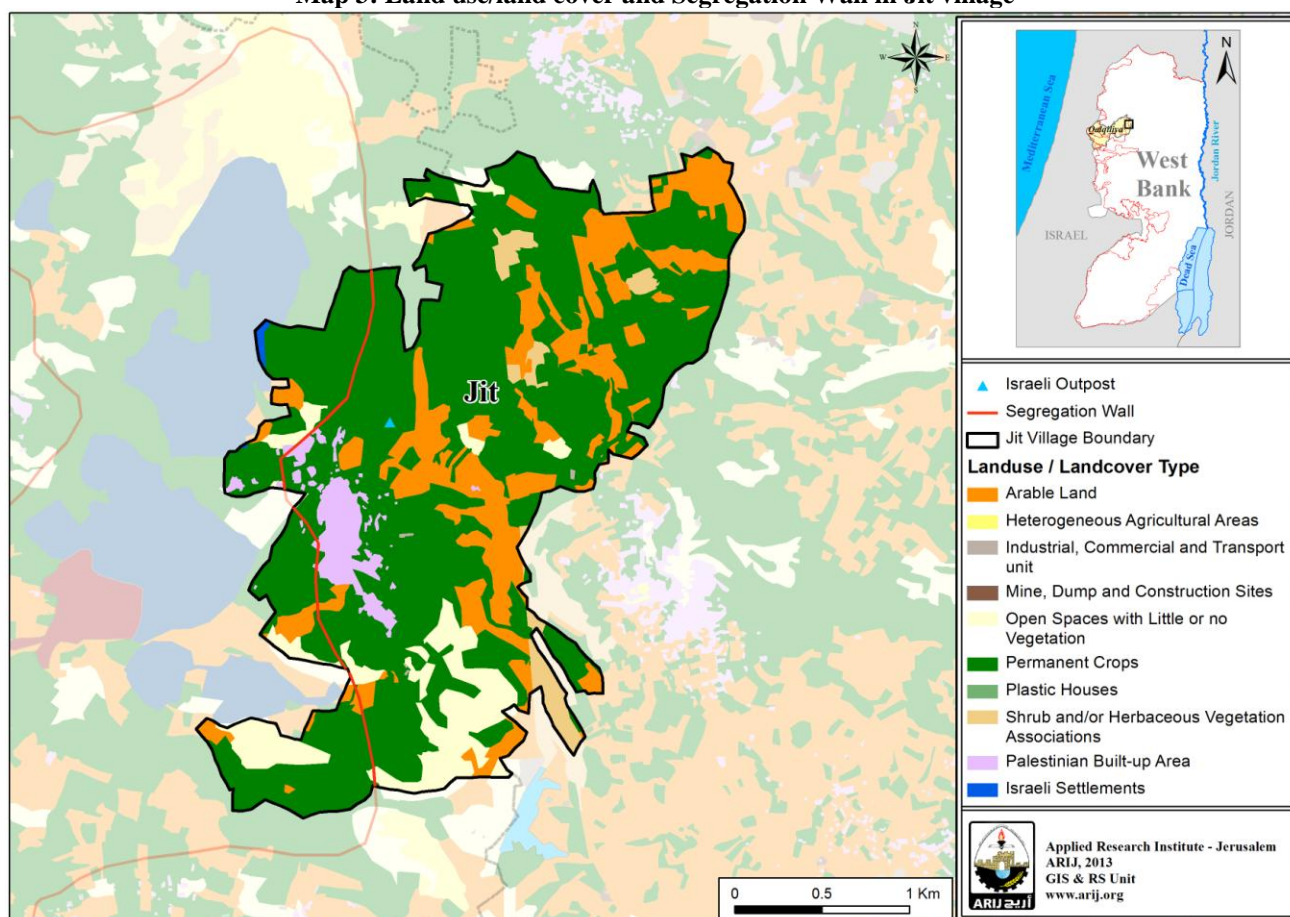 Map 3: Land use/land cover and Segregation Wall in Jit village
N
W
E
S
Jit
0
0.5
1 Km
N
Mediterranean Sea
Qalqiliya
West
Bank
Jordan River
ISRAEL
JORDAN
Dead Sea
Israeli Outpost
Segregation Wall
Jit Village Boundary
Landuse / Landcover Type
Arable Land
Heterogeneous Agricultural Areas
Industrial, Commercial and Transport
unit
Mine, Dump and Construction Sites
Open Spaces with Little or no
Vegetation
Permanent Crops
Plastic Houses
Shrub and/or Herbaceous Vegetation
Associations
Palestinian Built-up Area
Israeli Settlements
ARIJ أريج
Applied Research Institute - Jerusalem
ARIJ, 2013
GIS & RS Unit
www.arij.org